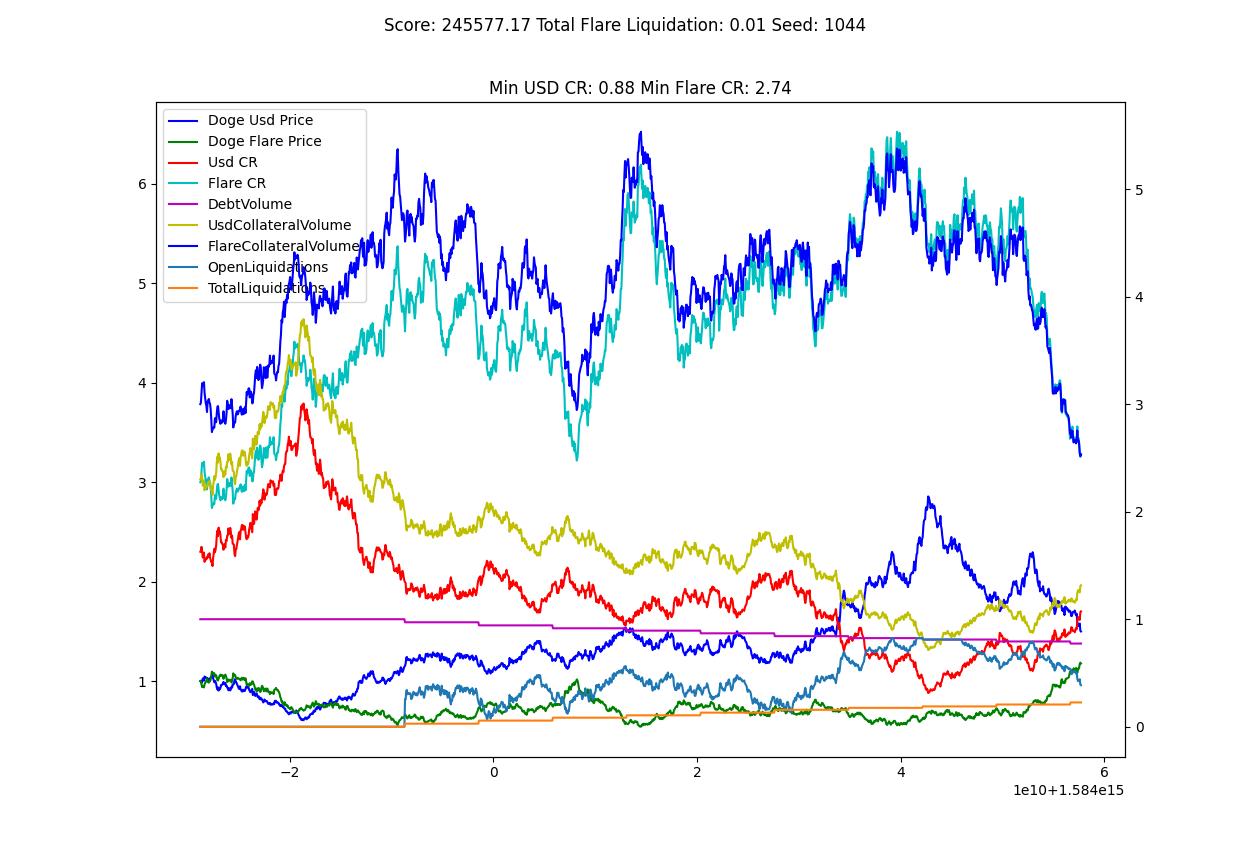 Score: 245577.17 Total Flare Liquidation: 0.01 Seed: 1044
Min USD CR: 0.88 Min Flare CR: 2.74
Doge Usd Price
Doge Flare Price
Usd CR
Flare CR
DebtVolume
UsdCollateralVolume
FlareCollateralVolume
OpenLiquidations
TotalLiquidations
6
5
4
3
2
1
5
4
3
2
1
0
−2
0
2
4
6
1e10+1.584e15